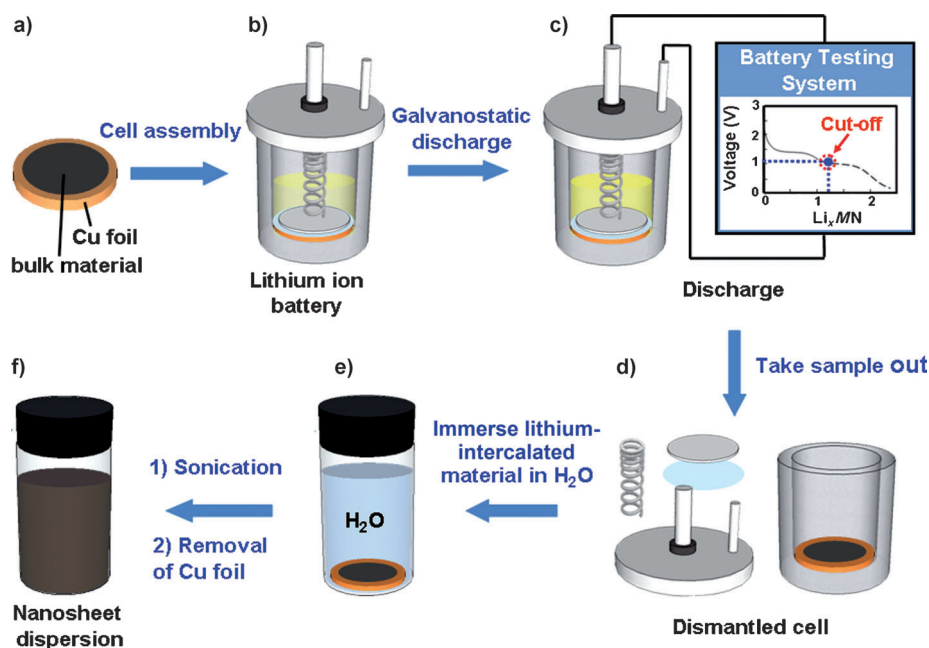 a)
Cu foil
bulk material
Cell assembly
b)
Lithium ion
battery
Galvanostatic
discharge
c)
Battery Testing
System
Voltage (V)
3
2
1
0
Cut-off
0
1
2
LiₓMN
Discharge
Take sample out
d)
Dismantled cell
Immerse lithium-
intercalated
material in H₂O
e)
H₂O
1) Sonication
2) Removal
of Cu foil
f)
Nanosheet
dispersion